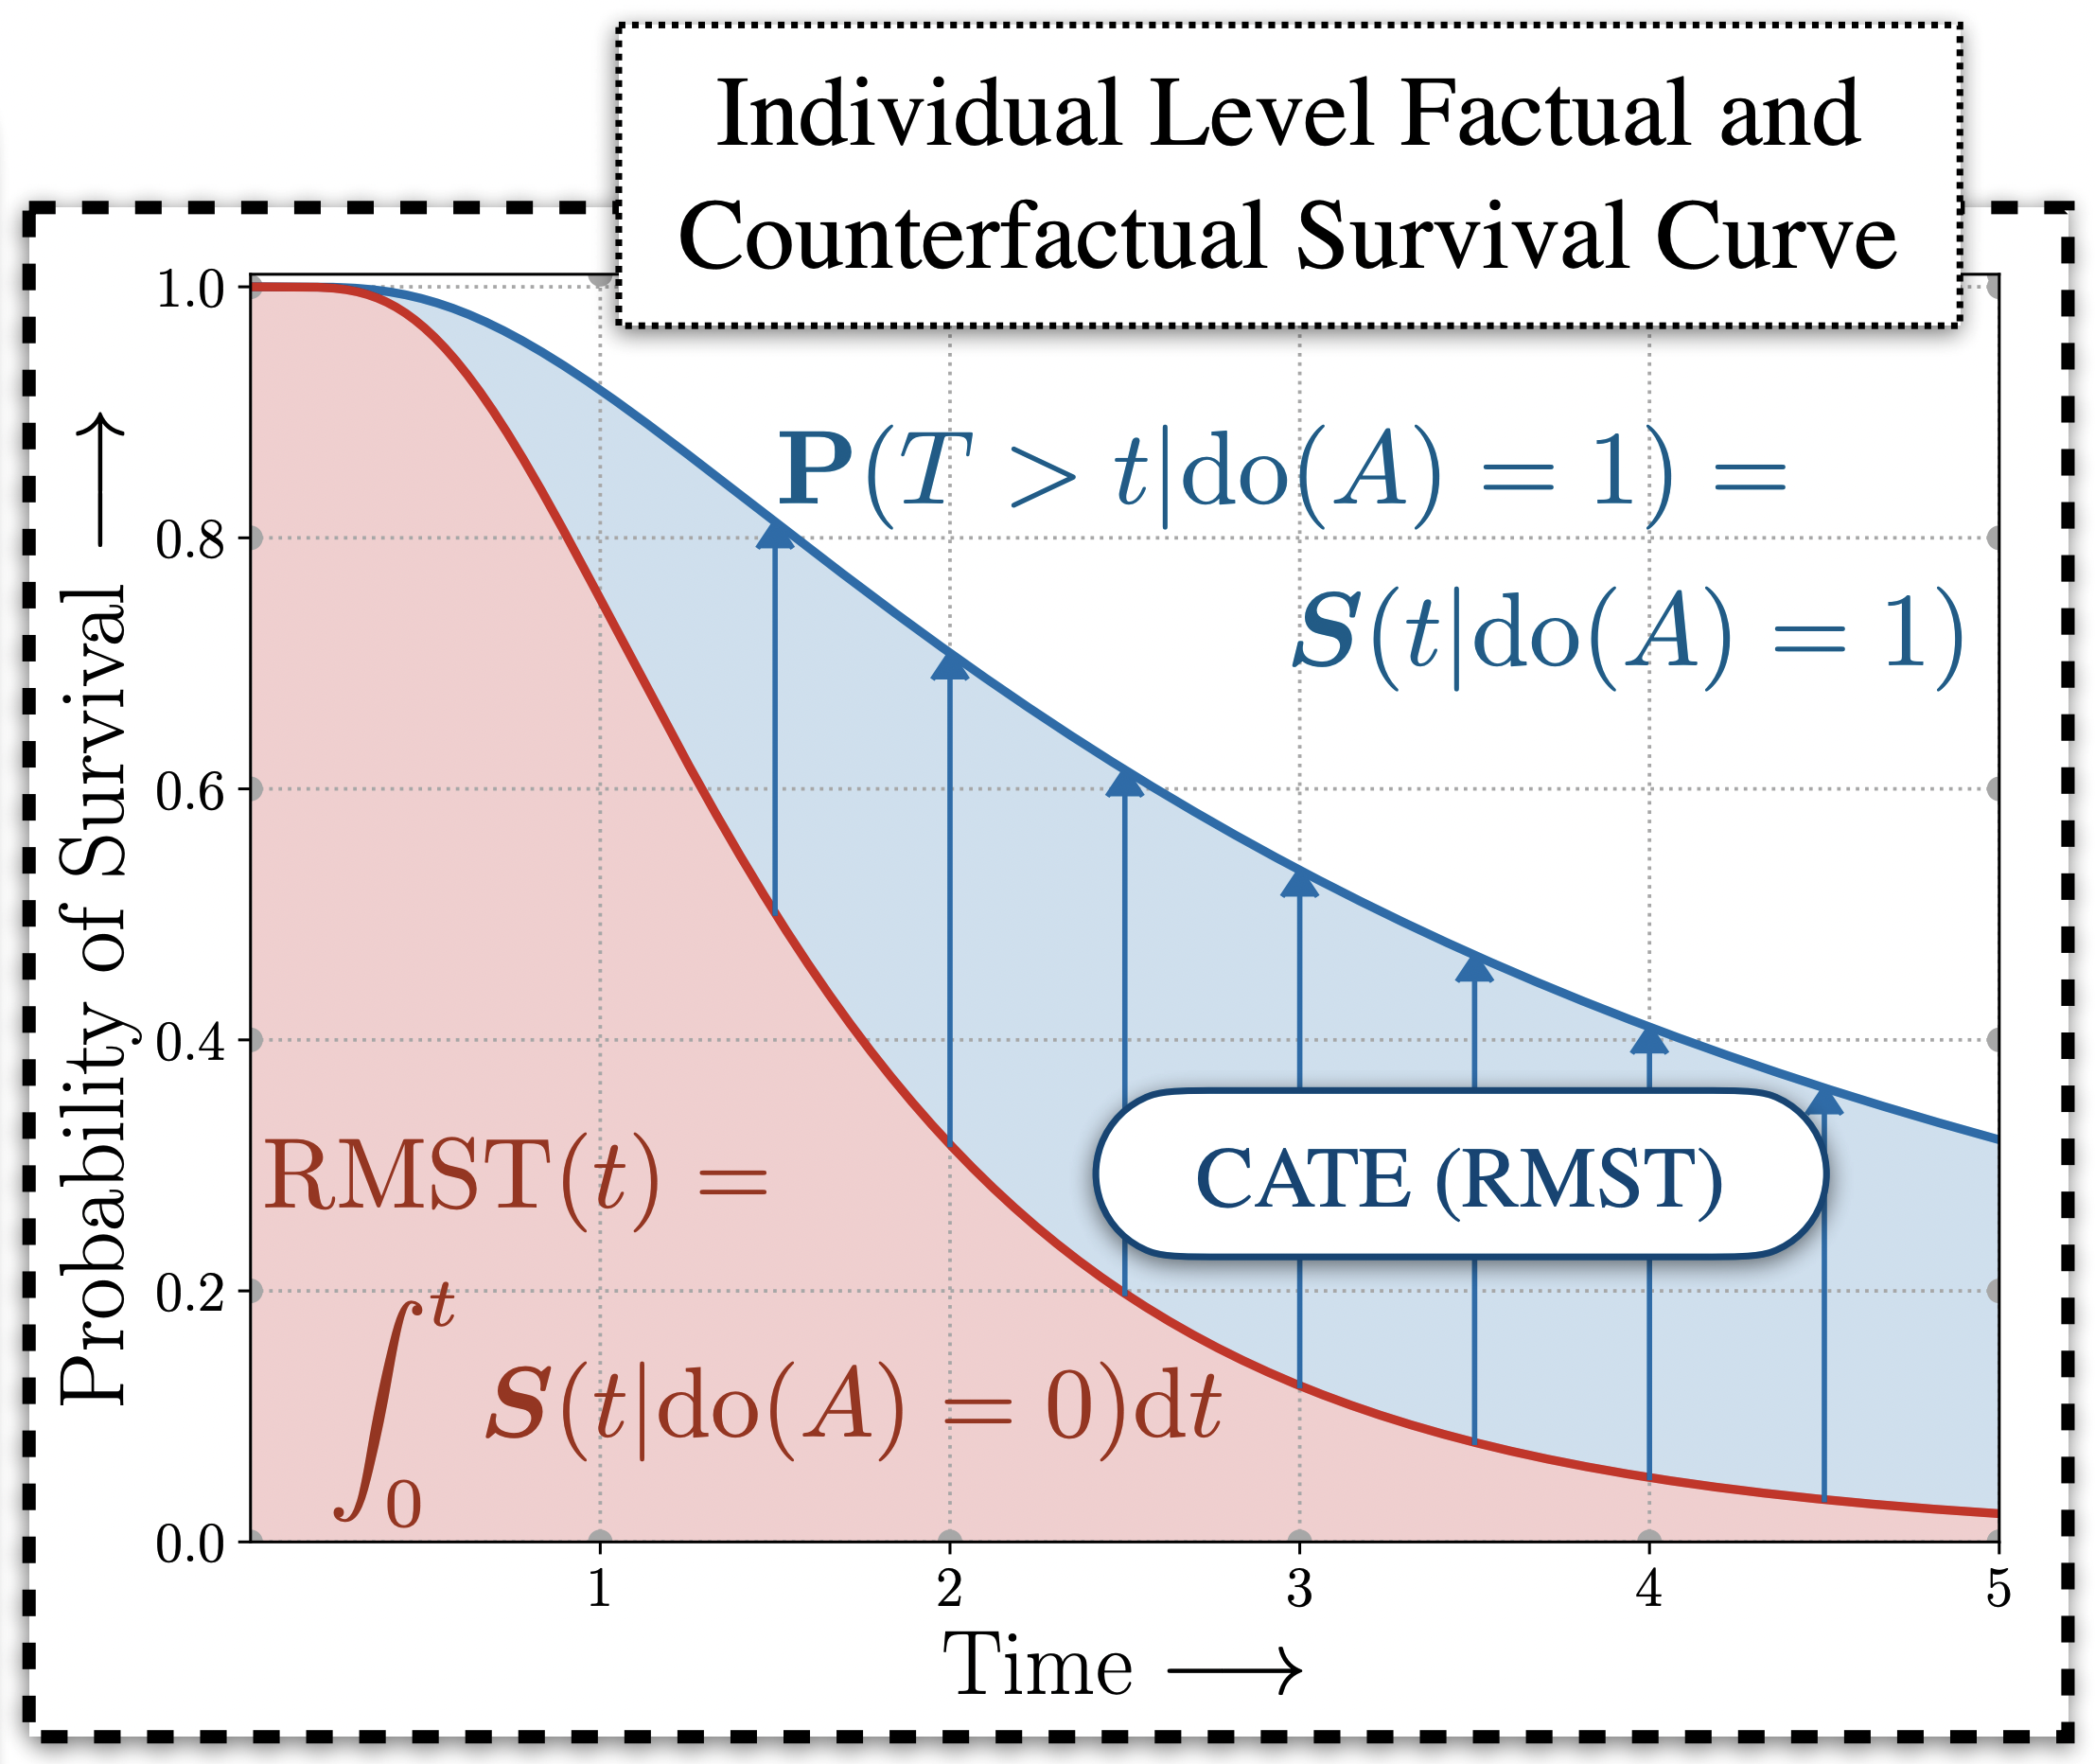 Individual Level Factual and
Counterfactual Survival Curve
Probability of Survival ⟶
1.0
0.8
0.6
0.4
0.2
0.0
𝐏(T > t|do(A) = 1) =
𝑺(t|do(A) = 1)
CATE (RMST)
RMST(t) =
∫₀ᵗ 𝑺(t|do(A) = 0)dt
1 2 3 4 5
Time ⟶